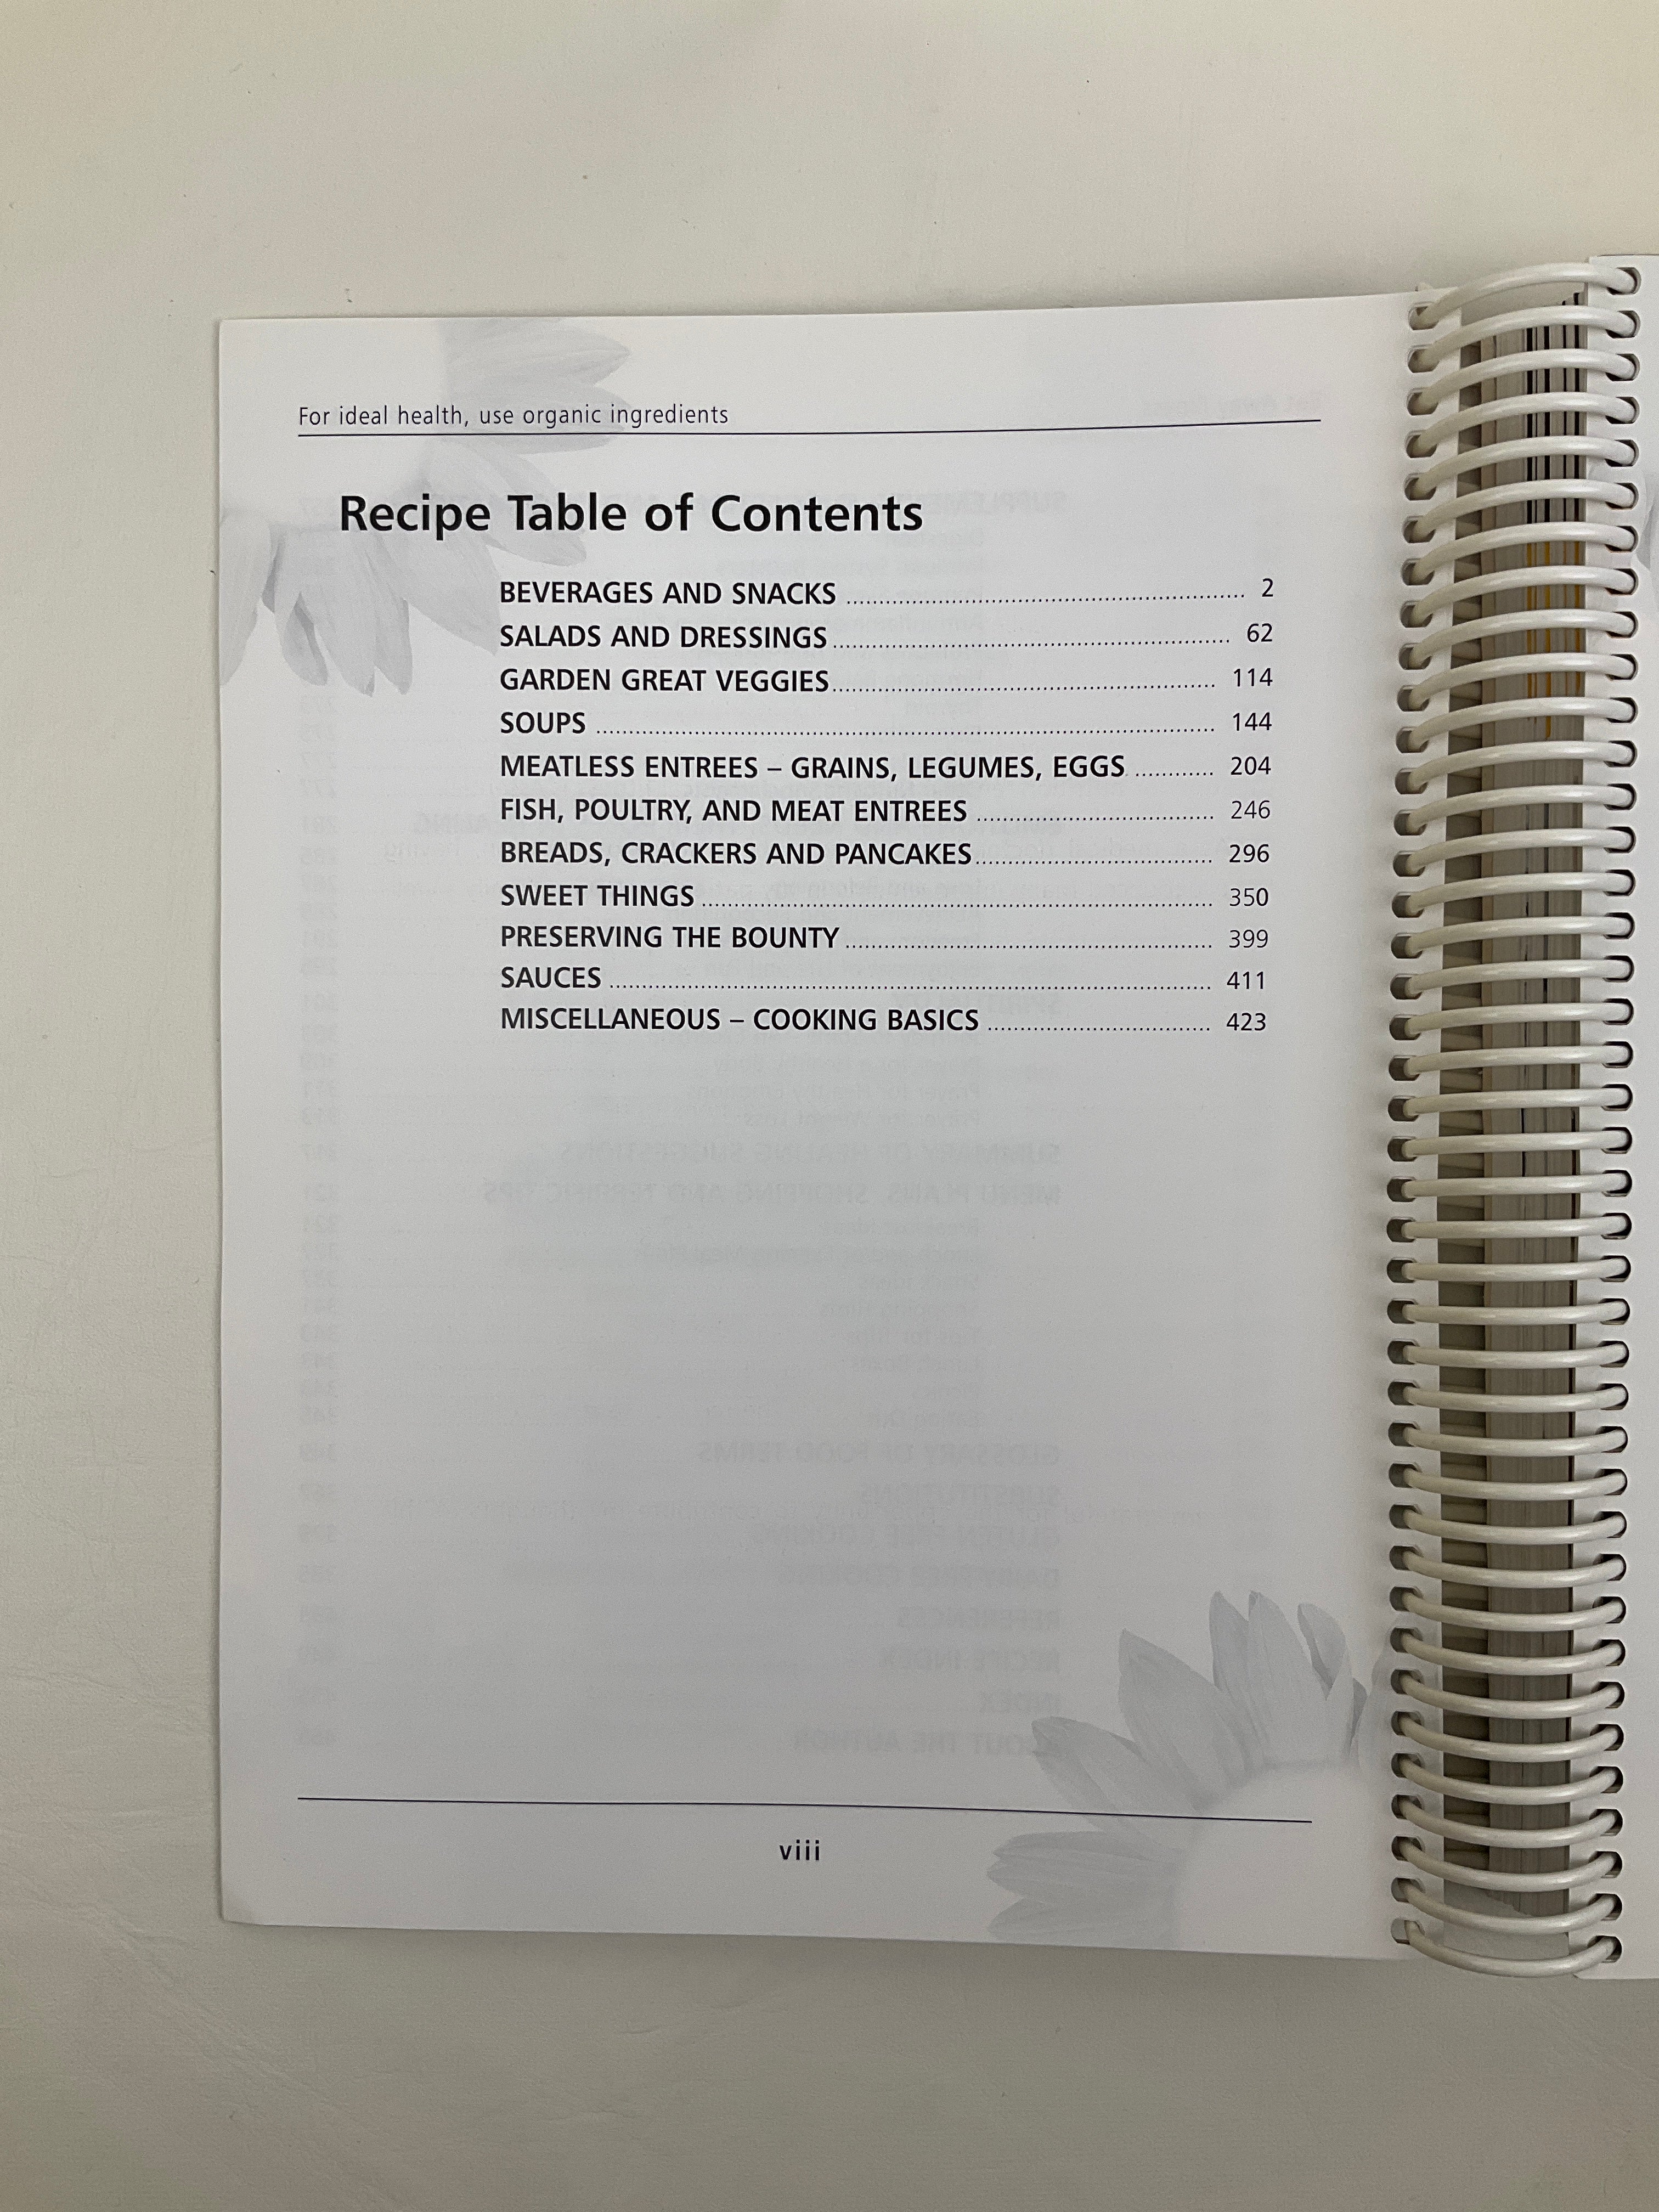 For ideal health, use organic ingredients
Recipe Table of Contents
BEVERAGES AND SNACKS ........................................ 2
SALADS AND DRESSINGS ........................................ 62
GARDEN GREAT VEGGIES ........................................ 114
SOUPS ........................................ 144
MEATLESS ENTREES – GRAINS, LEGUMES, EGGS ............ 204
FISH, POULTRY, AND MEAT ENTREES ........................ 246
BREADS, CRACKERS AND PANCAKES ........................ 296
SWEET THINGS ........................................ 350
PRESERVING THE BOUNTY ........................................ 399
SAUCES ........................................ 411
MISCELLANEOUS – COOKING BASICS ........................ 423
viii